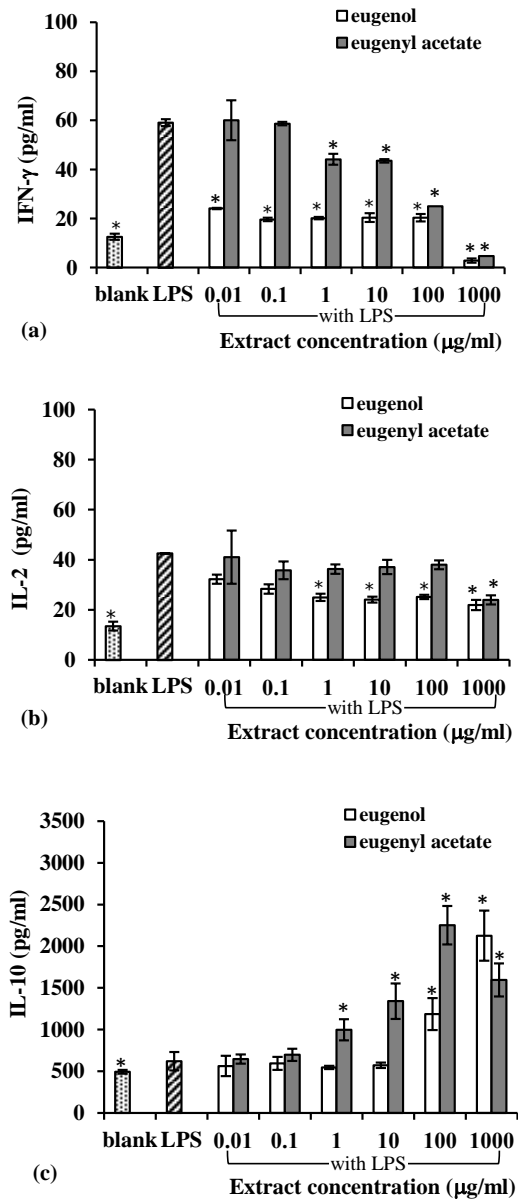 eugenol
eugenyl acetate
100
80
60
40
20
0
IFN-γ (pg/ml)
* * * * * * * * * * *
blank LPS 0.01 0.1 1 10 100 1000
with LPS
(a)
Extract concentration (μg/ml)
eugenol
eugenyl acetate
100
80
60
40
20
0
IL-2 (pg/ml)
* * * * * *
blank LPS 0.01 0.1 1 10 100 1000
with LPS
(b)
Extract concentration (μg/ml)
eugenol
eugenyl acetate
3500
3000
2500
2000
1500
1000
500
0
IL-10 (pg/ml)
* * * * * * *
blank LPS 0.01 0.1 1 10 100 1000
with LPS
(c)
Extract concentration (μg/ml)